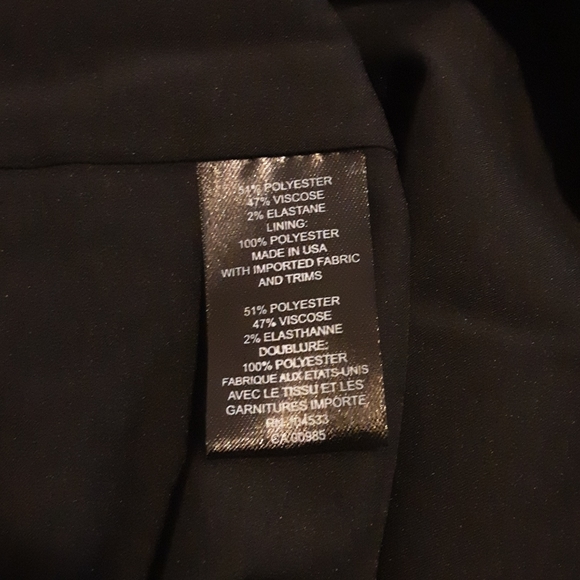 51% POLYESTER
47% VISCOSE
2% ELASTANE
LINING:
100% POLYESTER
MADE IN USA
WITH IMPORTED FABRIC
AND TRIMS
51% POLYESTER
47% VISCOSE
2% ELASTHANNE
DOUBLURE:
100% POLYESTER
FABRIQUE AUX ETATS-UNIS
AVEC LE TISSU ET LES
GARNITURES IMPORTE,
CA 00985